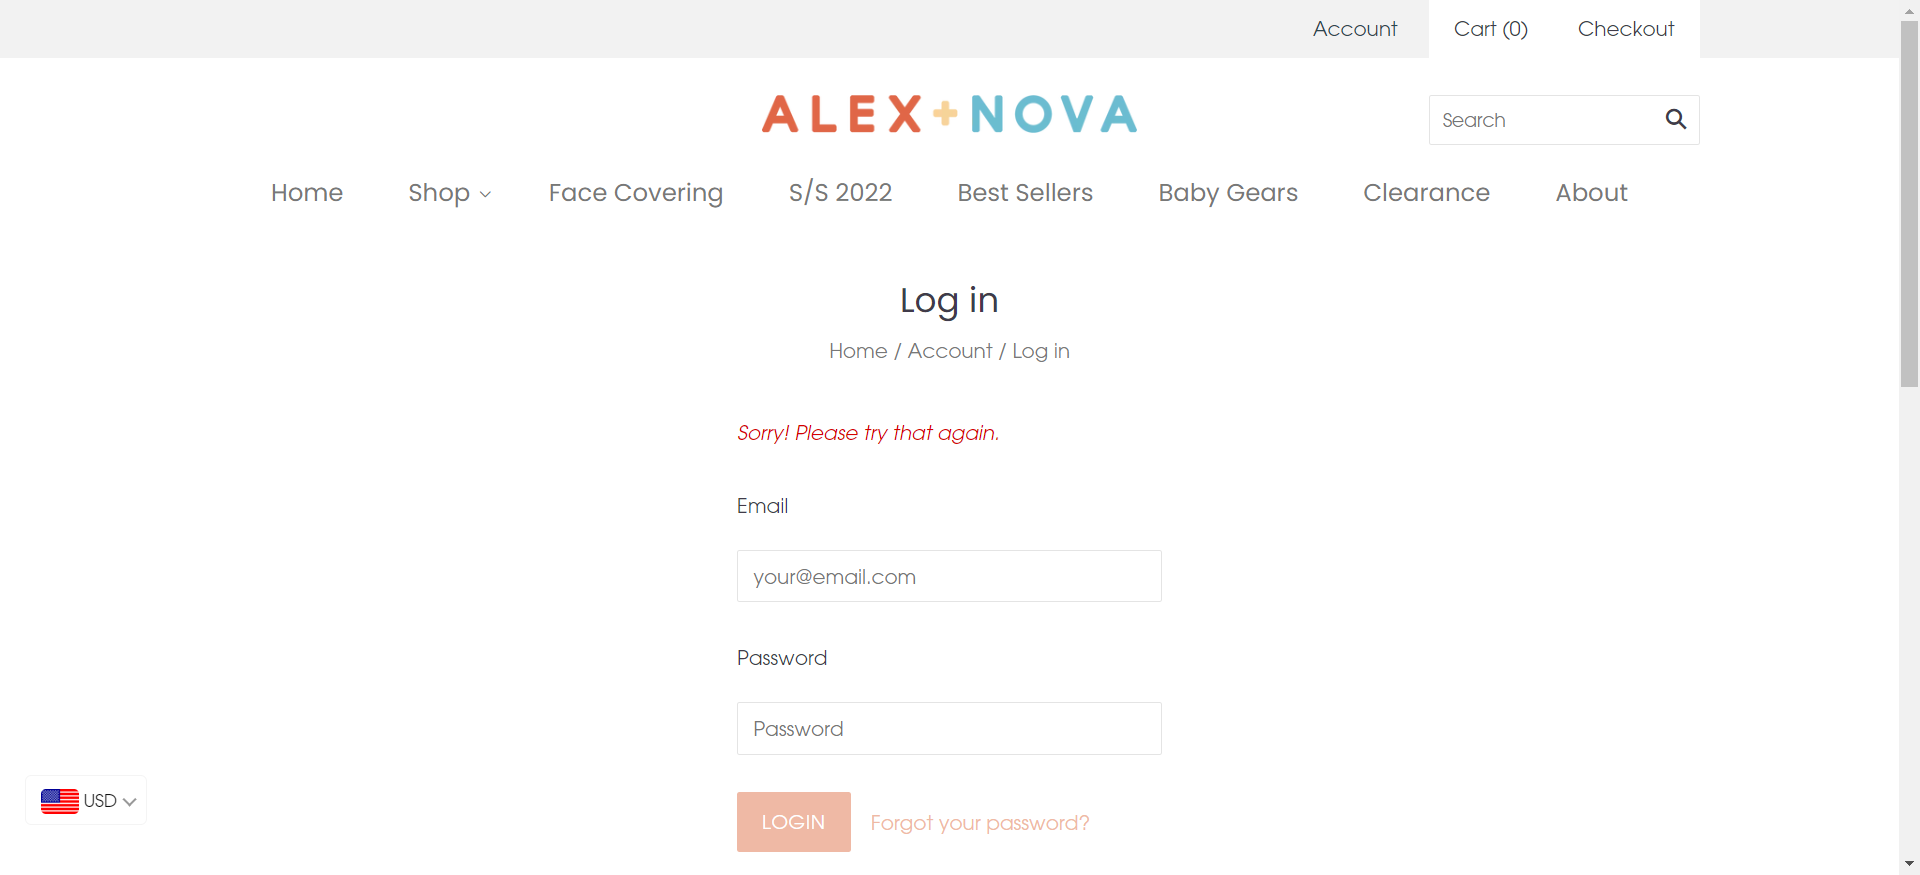 Account Cart (0) Checkout
ALEX+NOVA
Search
Home Shop Face Covering S/S 2022 Best Sellers Baby Gears Clearance About
Log in
Home / Account / Log in
Sorry! Please try that again.
Email
your@email.com
Password
Password
USD
LOGIN Forgot your password?